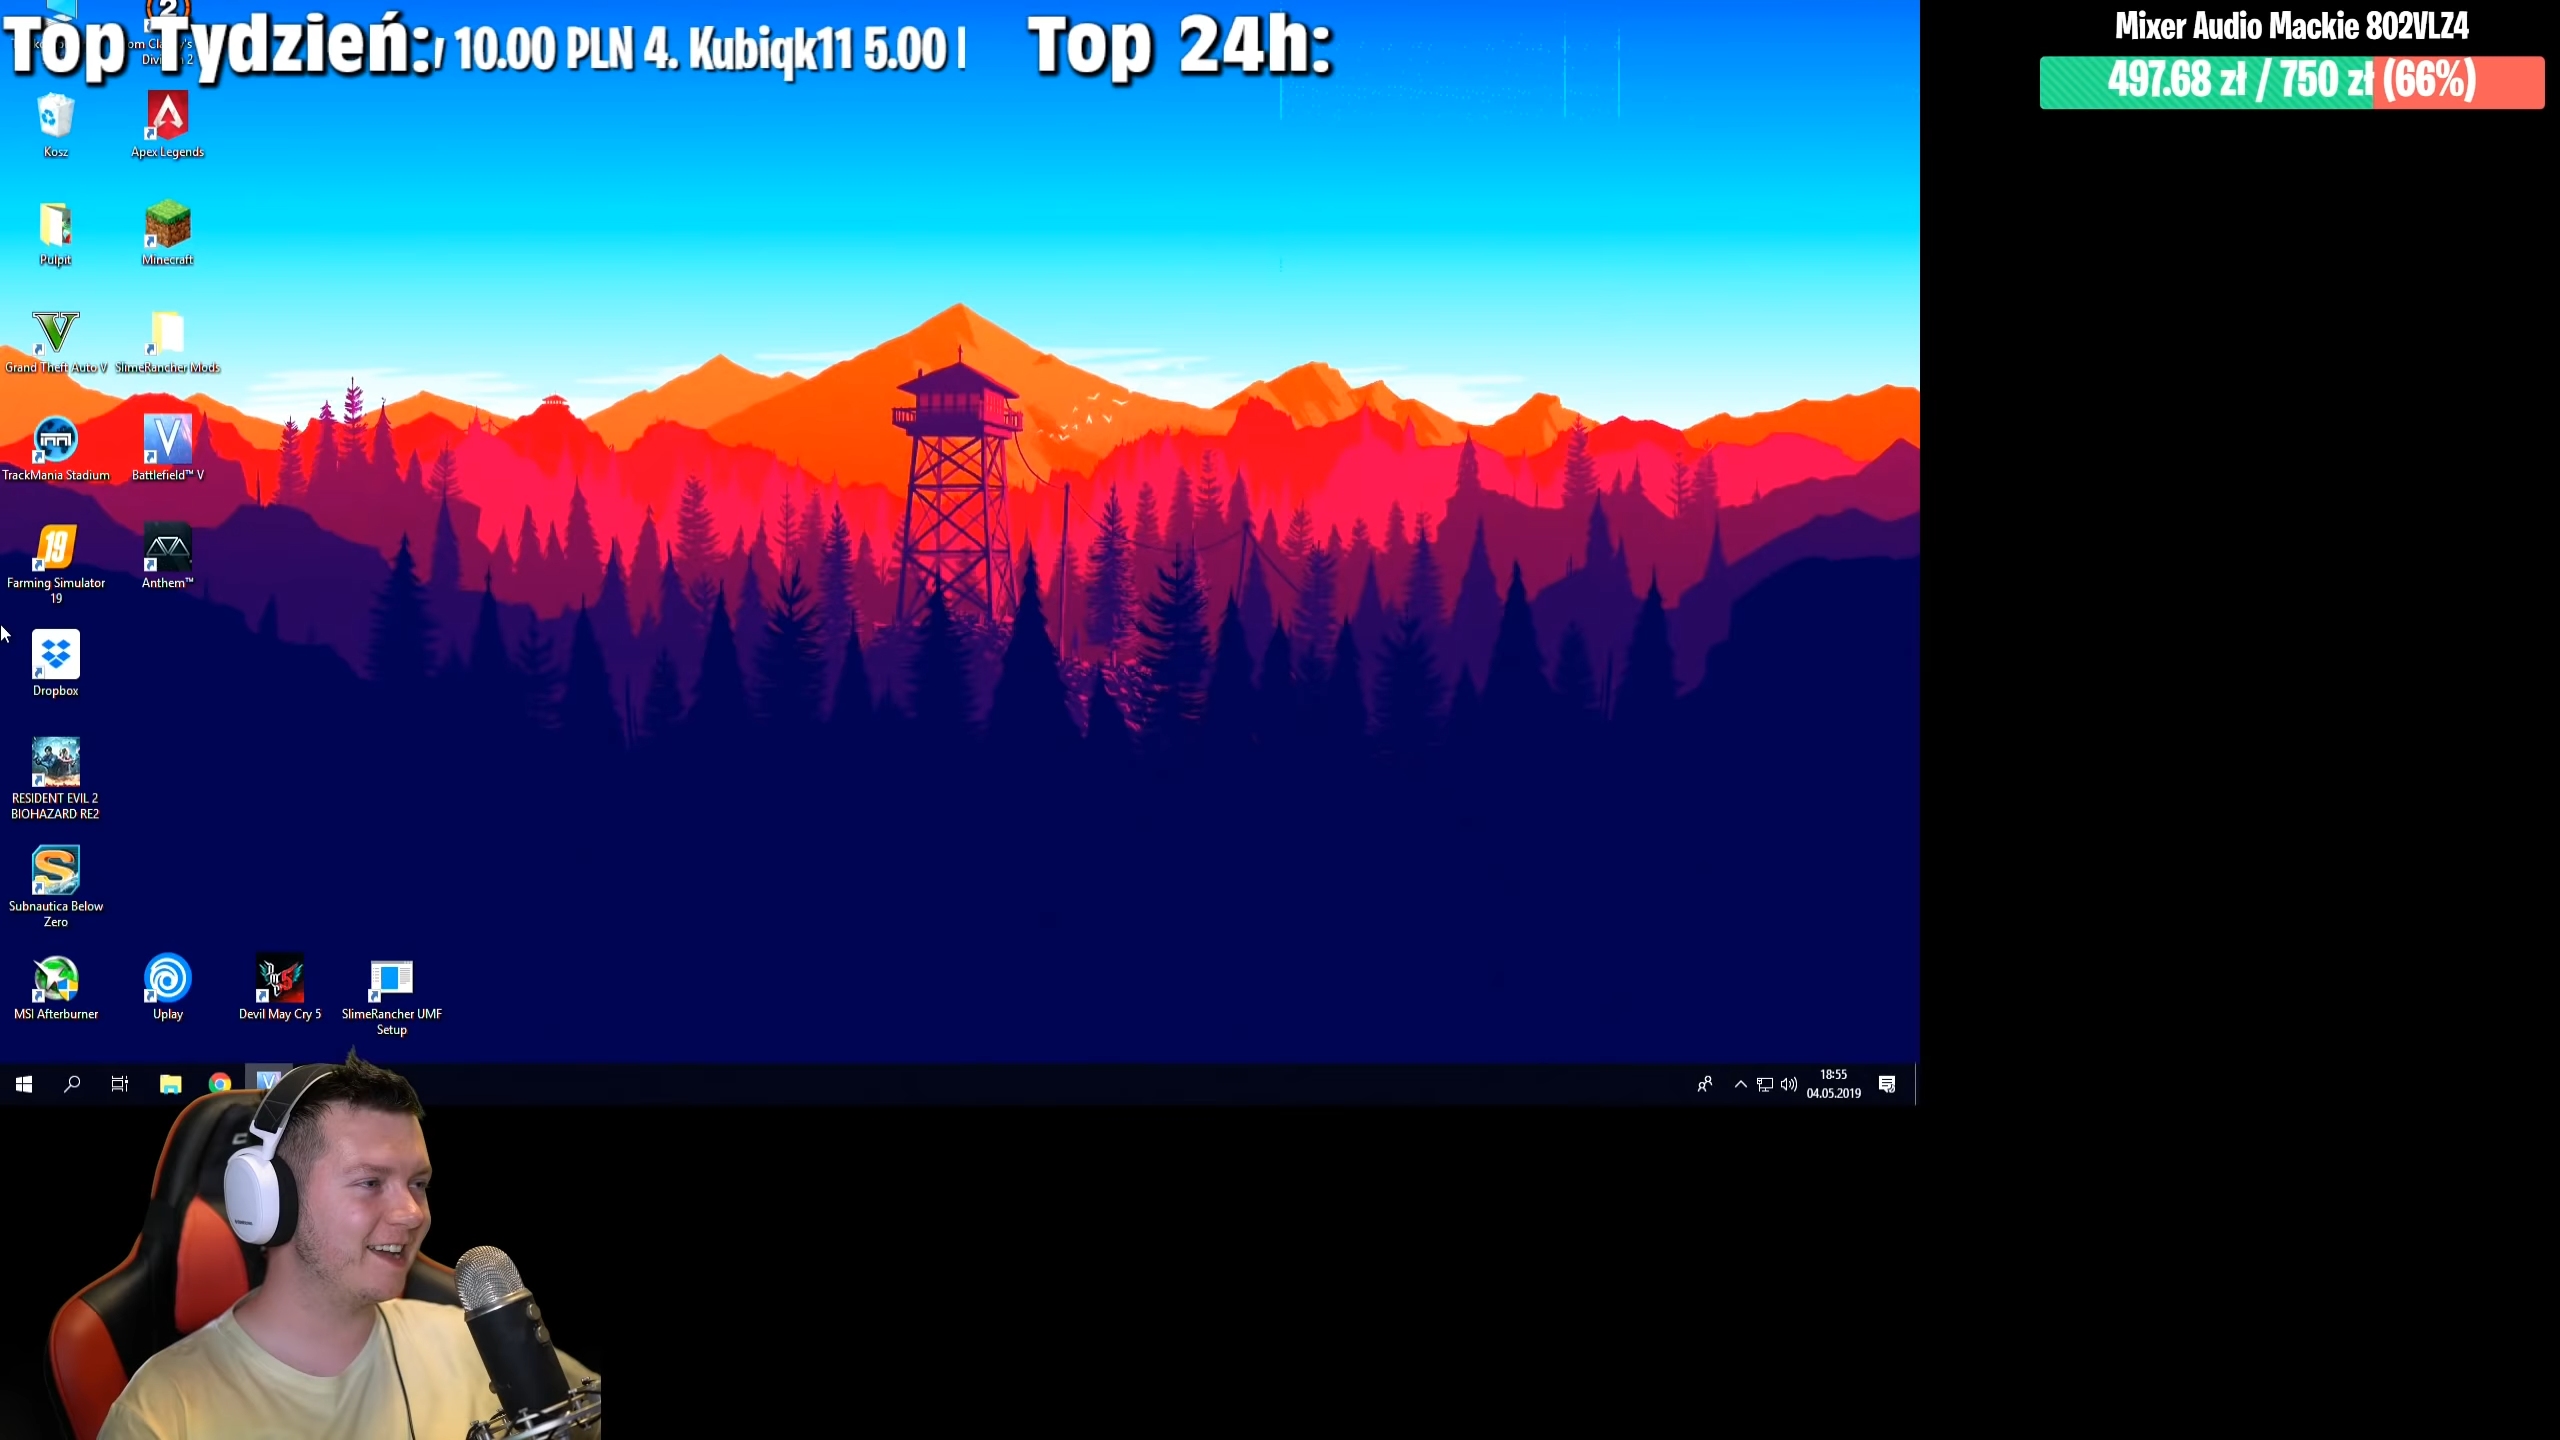 Top Tydzień:
10.00 PLN 4. Kubiqk11 5.00
Top 24h:
Mixer Audio Mackie 802VLZ4
497.68 zł / 750 zł (66%)
Kosz
Apex Legends
Pulpit
Minecraft
Grand Theft Auto V
SlimeRancher Mods
TrackMania Stadium
Battlefield™ V
Farming Simulator
19
Anthem™
Dropbox
RESIDENT EVIL 2
BIOHAZARD RE2
Subnautica Below
Zero
MSI Afterburner
Uplay
Devil May Cry 5
SlimeRancher UMF
Setup
18:55
04.05.2019